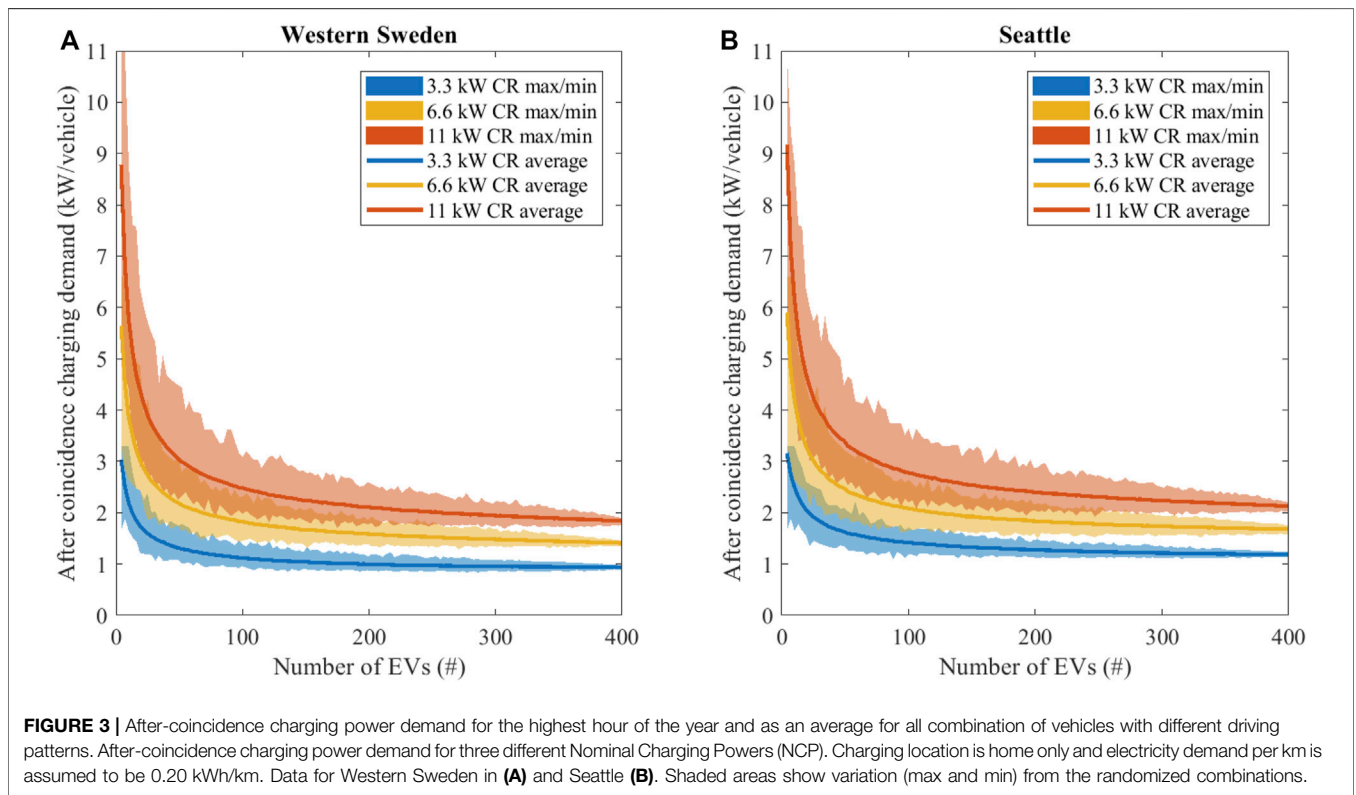 A
Western Sweden
11
10
9
8
7
6
5
4
3
2
1
0
After coincidence charging demand (kW/vehicle)
3.3 kW CR max/min
6.6 kW CR max/min
11 kW CR max/min
3.3 kW CR average
6.6 kW CR average
11 kW CR average
0 100 200 300 400
Number of EVs (#)
B
Seattle
11
10
9
8
7
6
5
4
3
2
1
0
After coincidence charging demand (kW/vehicle)
3.3 kW CR max/min
6.6 kW CR max/min
11 kW CR max/min
3.3 kW CR average
6.6 kW CR average
11 kW CR average
0 100 200 300 400
Number of EVs (#)
FIGURE 3 | After-coincidence charging power demand for the highest hour of the year and as an average for all combination of vehicles with different driving
patterns. After-coincidence charging power demand for three different Nominal Charging Powers (NCP). Charging location is home only and electricity demand per km is
assumed to be 0.20 kWh/km. Data for Western Sweden in (A) and Seattle (B). Shaded areas show variation (max and min) from the randomized combinations.